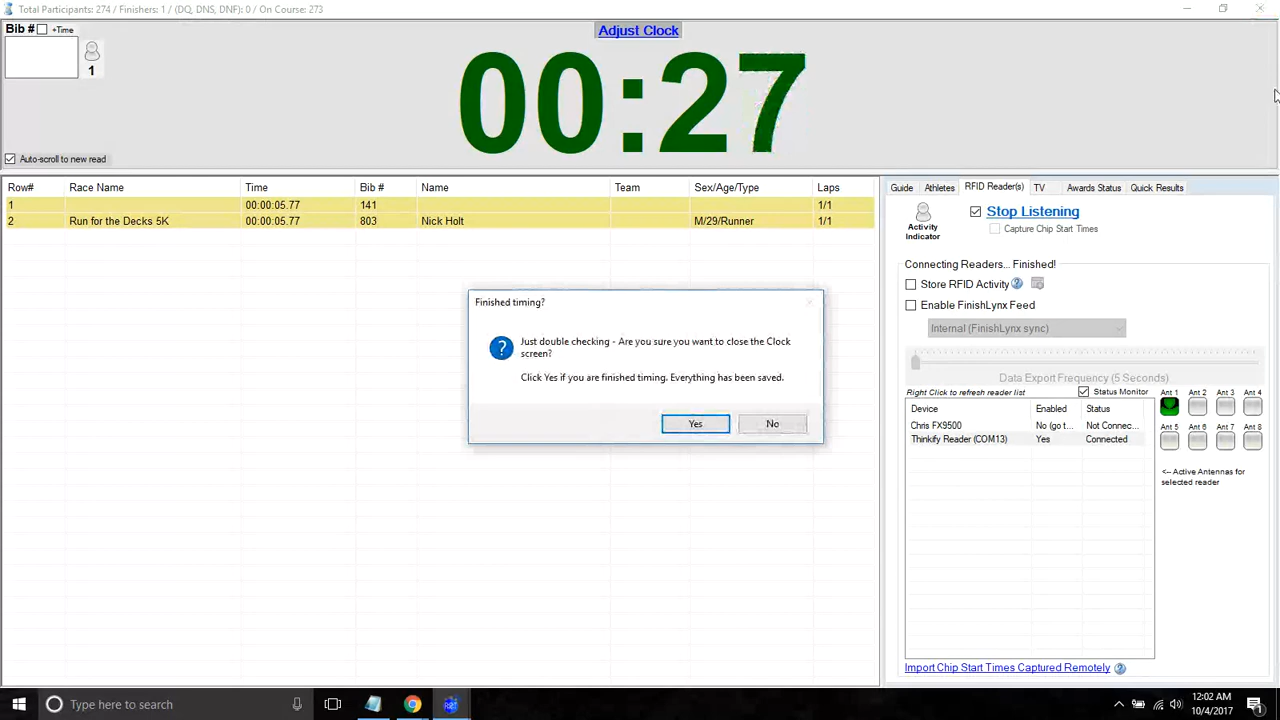 Total Participants: 274 / Finishers: 1 / (DQ, DNS, DNF): 0 / On Course: 273
Bib # +Time
1
Adjust Clock
00:27
Auto-scroll to new read
Row# Race Name Time Bib # Name Team Sex/Age/Type Laps
1 00:00:05.77 141 1/1
2 Run for the Decks 5K 00:00:05.77 803 Nick Holt M/29/Runner 1/1
Guide Athletes RFID Reader(s) TV Awards Status Quick Results
Stop Listening
Activity Indicator
Capture Chip Start Times
Connecting Readers... Finished!
Store RFID Activity
Enable FinishLynx Feed
Internal (FinishLynx sync)
Data Export Frequency (5 Seconds)
Right Click to refresh reader list Status Monitor
Ant 1 Ant 2 Ant 3 Ant 4
Device Enabled Status
Chris FX9500 No (go t... Not Connec...
Thinkify Reader (COM13) Yes Connected
Ant 5 Ant 6 Ant 7 Ant 8
<-- Active Antennas for
selected reader
Import Chip Start Times Captured Remotely
Finished timing?
Just double checking - Are you sure you want to close the Clock
screen?
Click Yes if you are finished timing. Everything has been saved.
Yes No
Type here to search
12:02 AM
10/4/2017